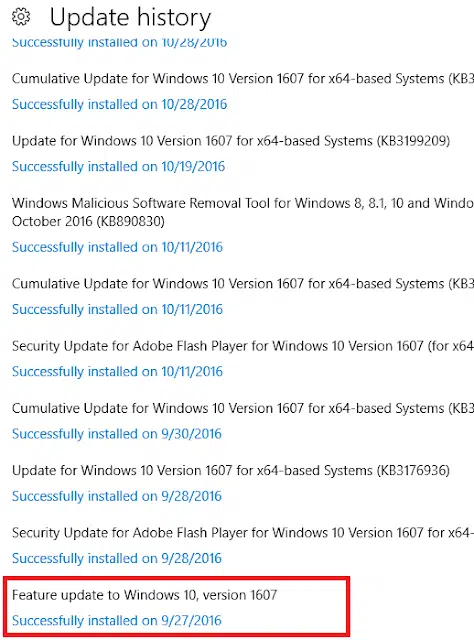 Update history
Successfully installed on 10/28/2016
Cumulative Update for Windows 10 Version 1607 for x64-based Systems (KB3
Successfully installed on 10/28/2016
Update for Windows 10 Version 1607 for x64-based Systems (KB3199209)
Successfully installed on 10/19/2016
Windows Malicious Software Removal Tool for Windows 8, 8.1, 10 and Windo
October 2016 (KB890830)
Successfully installed on 10/11/2016
Cumulative Update for Windows 10 Version 1607 for x64-based Systems (KB3
Successfully installed on 10/11/2016
Security Update for Adobe Flash Player for Windows 10 Version 1607 (for x64
Successfully installed on 10/11/2016
Cumulative Update for Windows 10 Version 1607 for x64-based Systems (KB3
Successfully installed on 9/30/2016
Update for Windows 10 Version 1607 for x64-based Systems (KB3176936)
Successfully installed on 9/28/2016
Security Update for Adobe Flash Player for Windows 10 Version 1607 for x64-
Successfully installed on 9/28/2016
Feature update to Windows 10, version 1607
Successfully installed on 9/27/2016